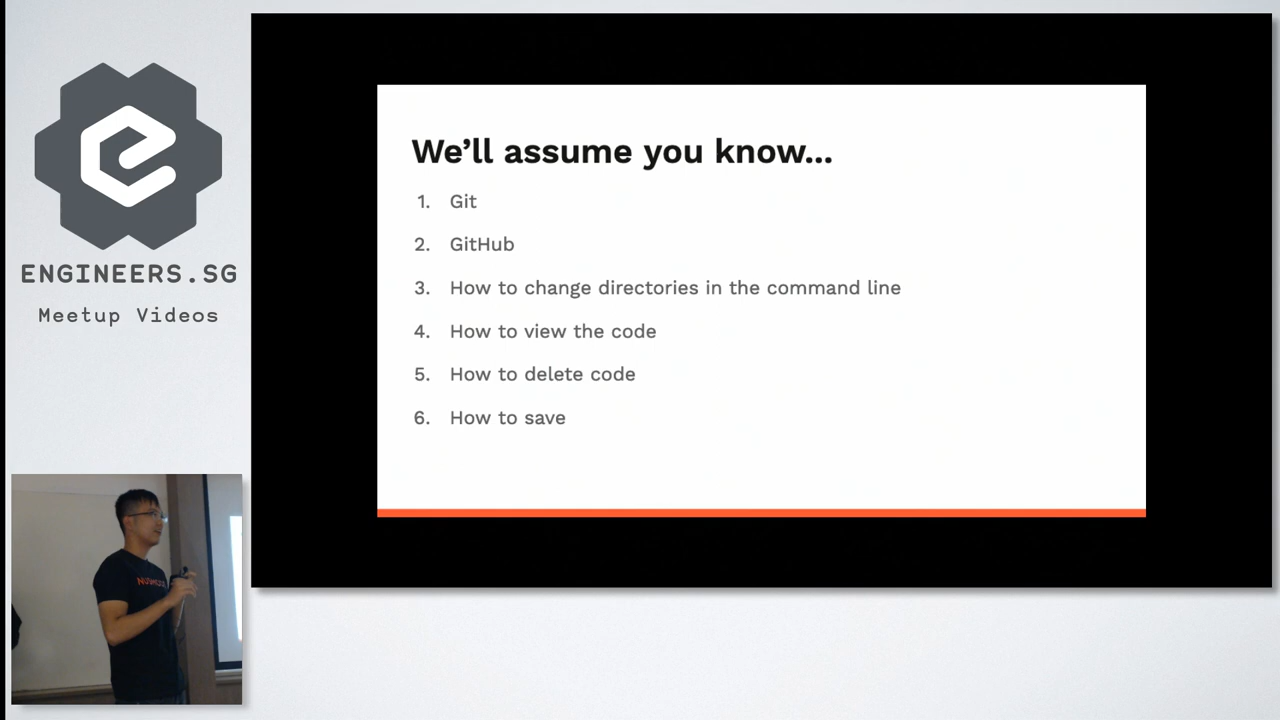 ENGINEERS.SG
Meetup Videos
We'll assume you know...
1. Git
2. GitHub
3. How to change directories in the command line
4. How to view the code
5. How to delete code
6. How to save